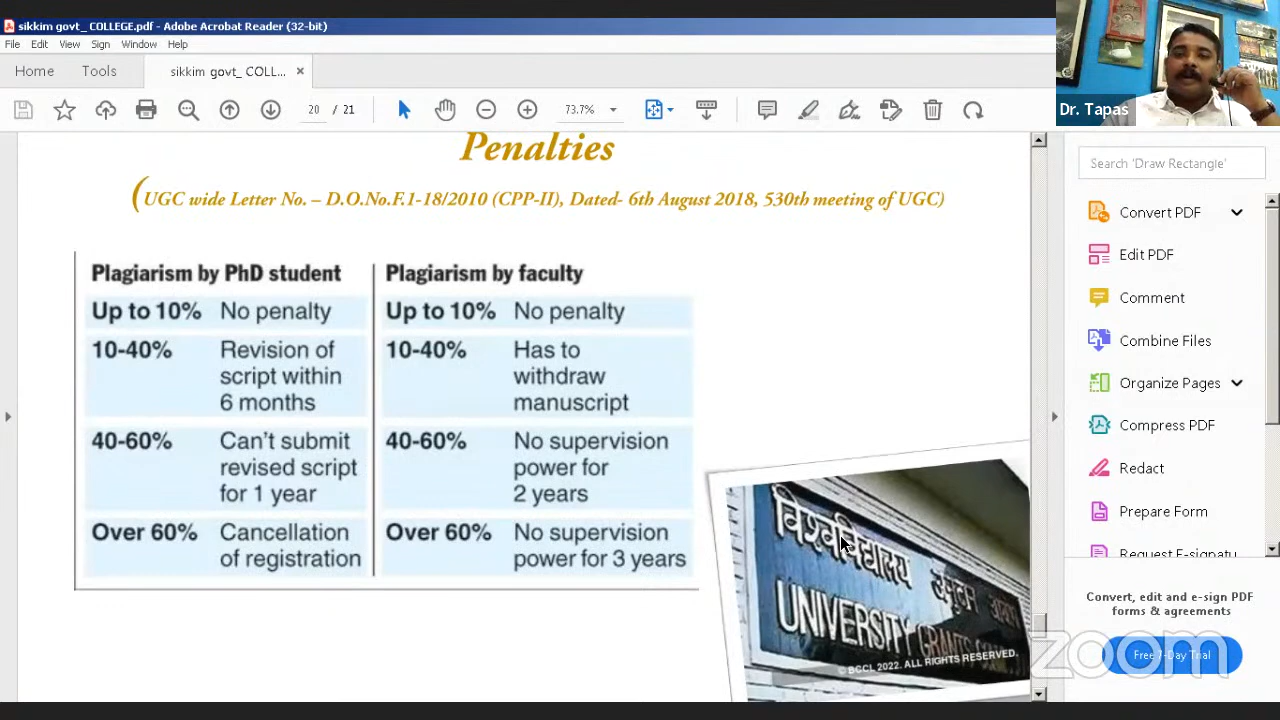 sikkim govt_ COLLEGE.pdf - Adobe Acrobat Reader (32-bit)
File Edit View Sign Window Help
Home Tools sikkim govt_ COLL... ×
20 / 21 73.7%
Dr. Tapas
Penalties
(UGC wide Letter No. – D.O.No.F.1-18/2010 (CPP-II), Dated- 6th August 2018, 530th meeting of UGC)
Plagiarism by PhD student
Up to 10% No penalty
10-40% Revision of
script within
6 months
40-60% Can't submit
revised script
for 1 year
Over 60% Cancellation
of registration
Plagiarism by faculty
Up to 10% No penalty
10-40% Has to
withdraw
manuscript
40-60% No supervision
power for
2 years
Over 60% No supervision
power for 3 years
विश्वविद्यालय अनुदान
UNIVERSITY GRANTS
© BCCL 2022. ALL RIGHTS RESERVED.
Search 'Draw Rectangle'
Convert PDF
Edit PDF
Comment
Combine Files
Organize Pages
Compress PDF
Redact
Prepare Form
Request E-signatu
Convert, edit and e-sign PDF
forms & agreements
Free 7-Day Trial
zoom